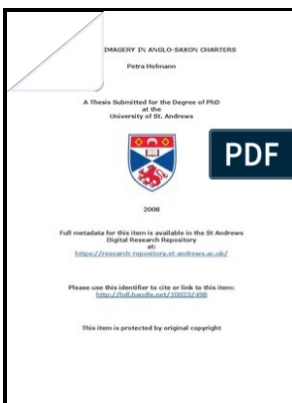 IMAGERY IN ANGLO-SAXON CHARTERS
Petra Hofmann
A Thesis Submitted for the Degree of PhD
at the
University of St. Andrews
PDF
2008
Full metadata for this item is available in the St Andrews
Digital Research Repository
at:
https://research-repository.st-andrews.ac.uk/
Please use this identifier to cite or link to this item:
http://hdl.handle.net/10023/498
This item is protected by original copyright